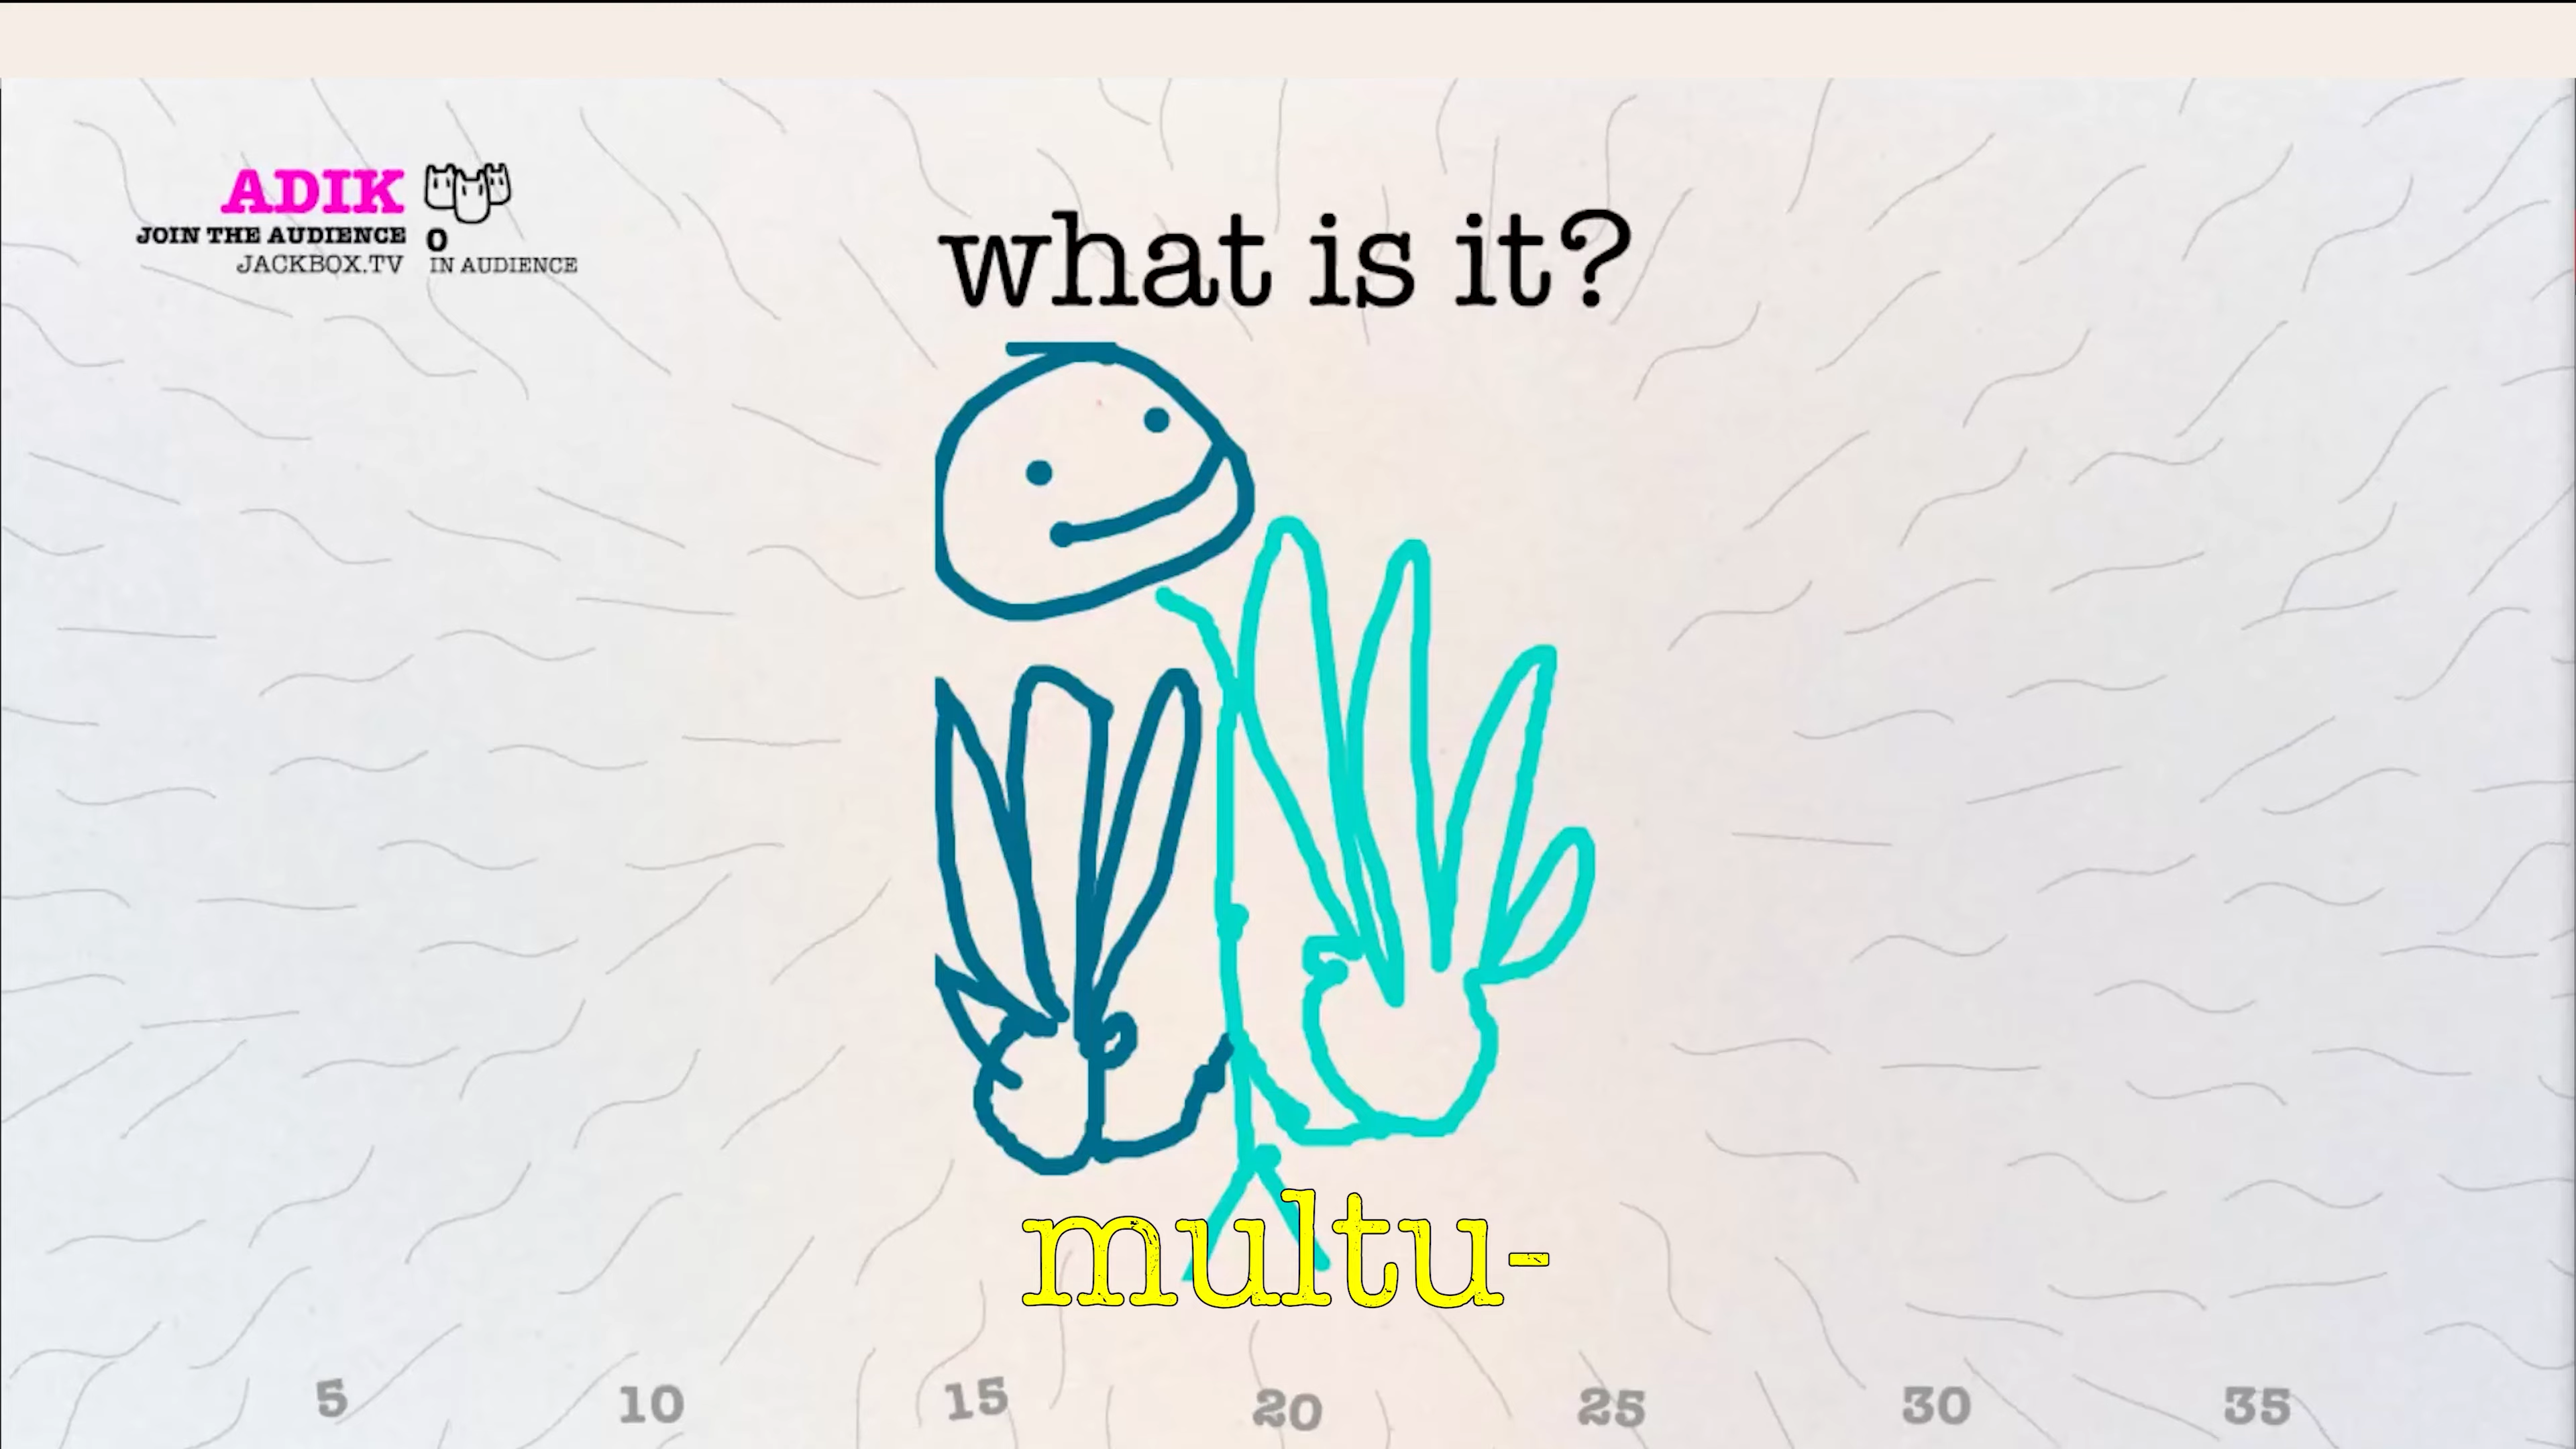 ADIK
JOIN THE AUDIENCE
JACKBOX.TV
0
IN AUDIENCE
what is it?
multu-
5 10 15 20 25 30 35